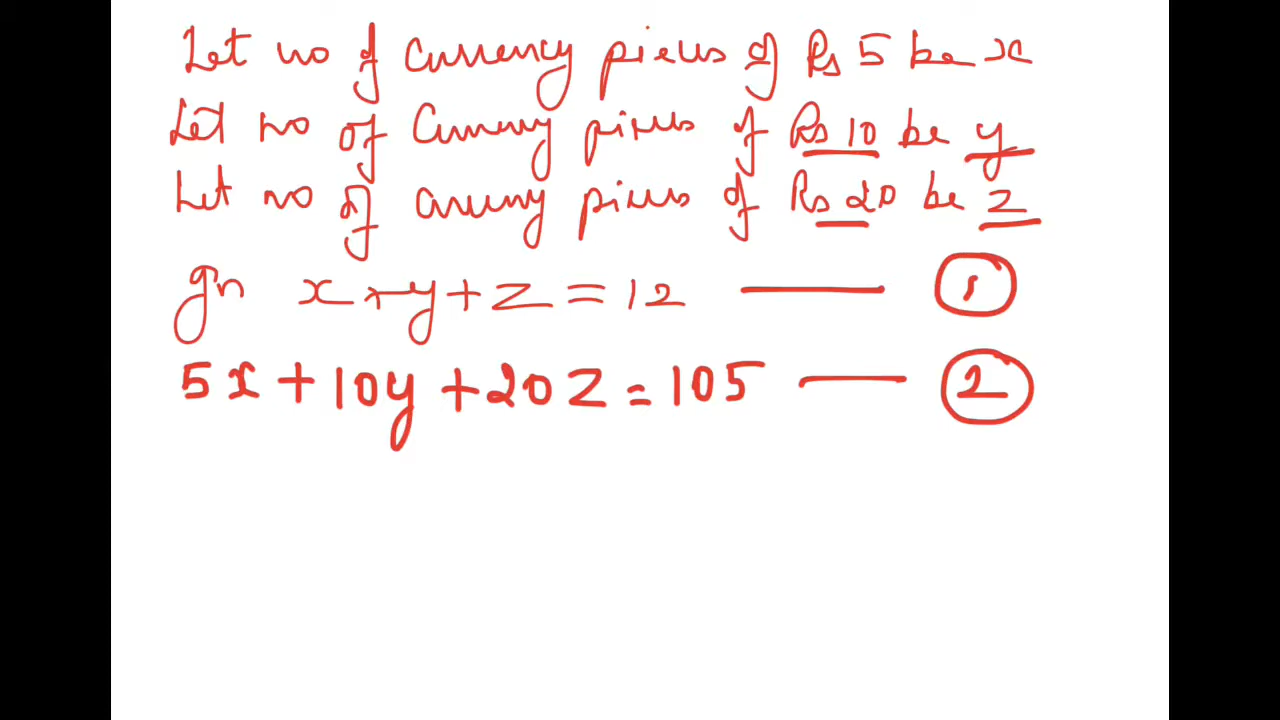 Let no of Currency pieces of Rs 5 be x
Let no of Currency pieces of Rs 10 be y
Let no of Currency pieces of Rs 20 be z
gn x + y + z = 12 —— 1
5x + 10y + 20z = 105 —— 2